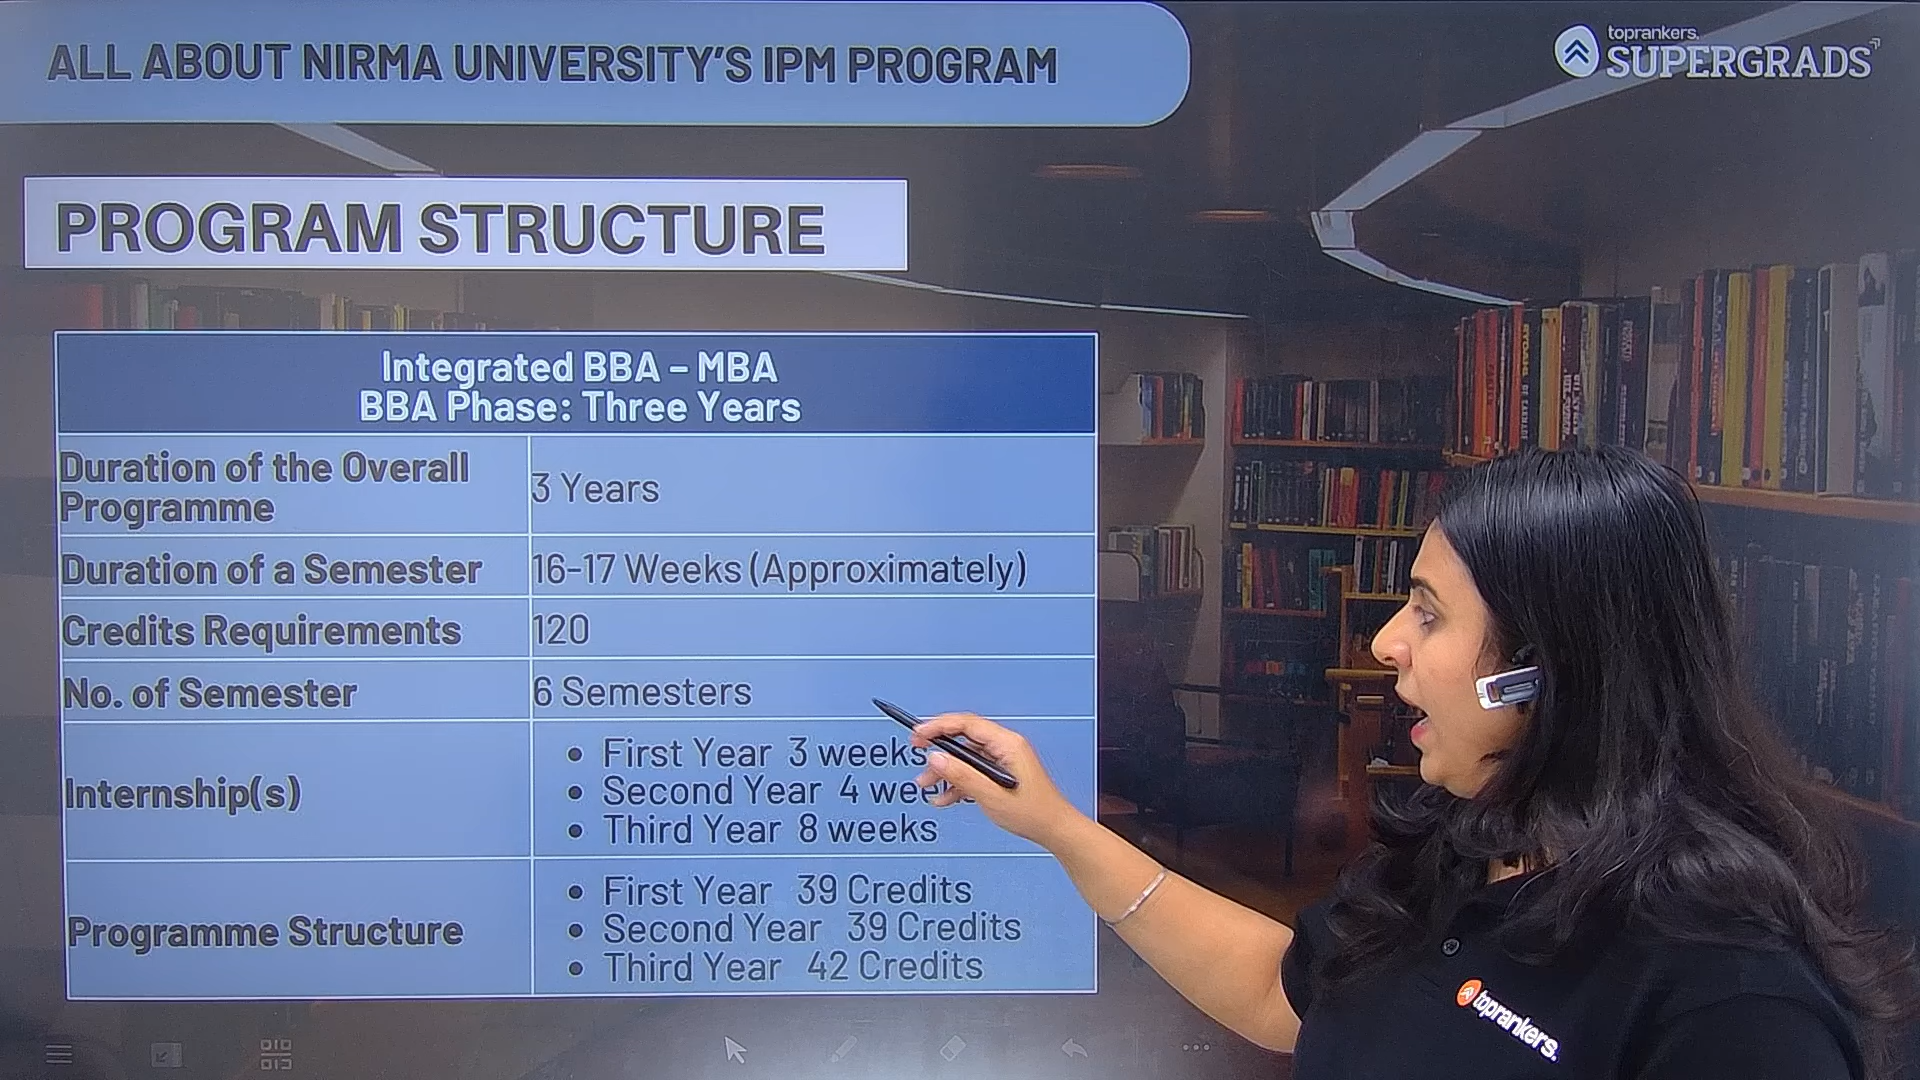 ALL ABOUT NIRMA UNIVERSITY'S IPM PROGRAM
toprankers.
SUPERGRADS
PROGRAM STRUCTURE
Integrated BBA – MBA
BBA Phase: Three Years
Duration of the Overall
Programme
3 Years
Duration of a Semester
16-17 Weeks (Approximately)
Credits Requirements
120
No. of Semester
6 Semesters
Internship(s)
• First Year 3 weeks
• Second Year 4
• Third Year 8 weeks
Programme Structure
• First Year 39 Credits
• Second Year 39 Credits
• Third Year 42 Credits
toprankers.